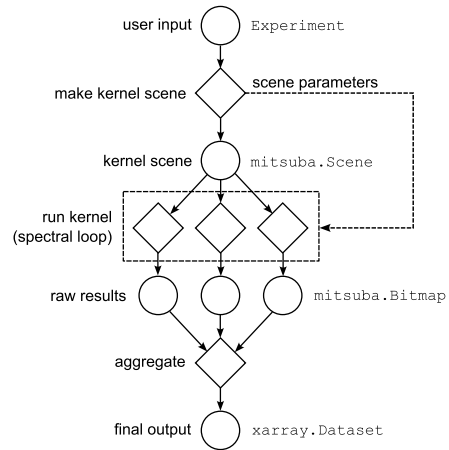 user input Experiment
make kernel scene
scene parameters
kernel scene mitsuba.Scene
run kernel
(spectral loop)
raw results mitsuba.Bitmap
aggregate
final output xarray.Dataset